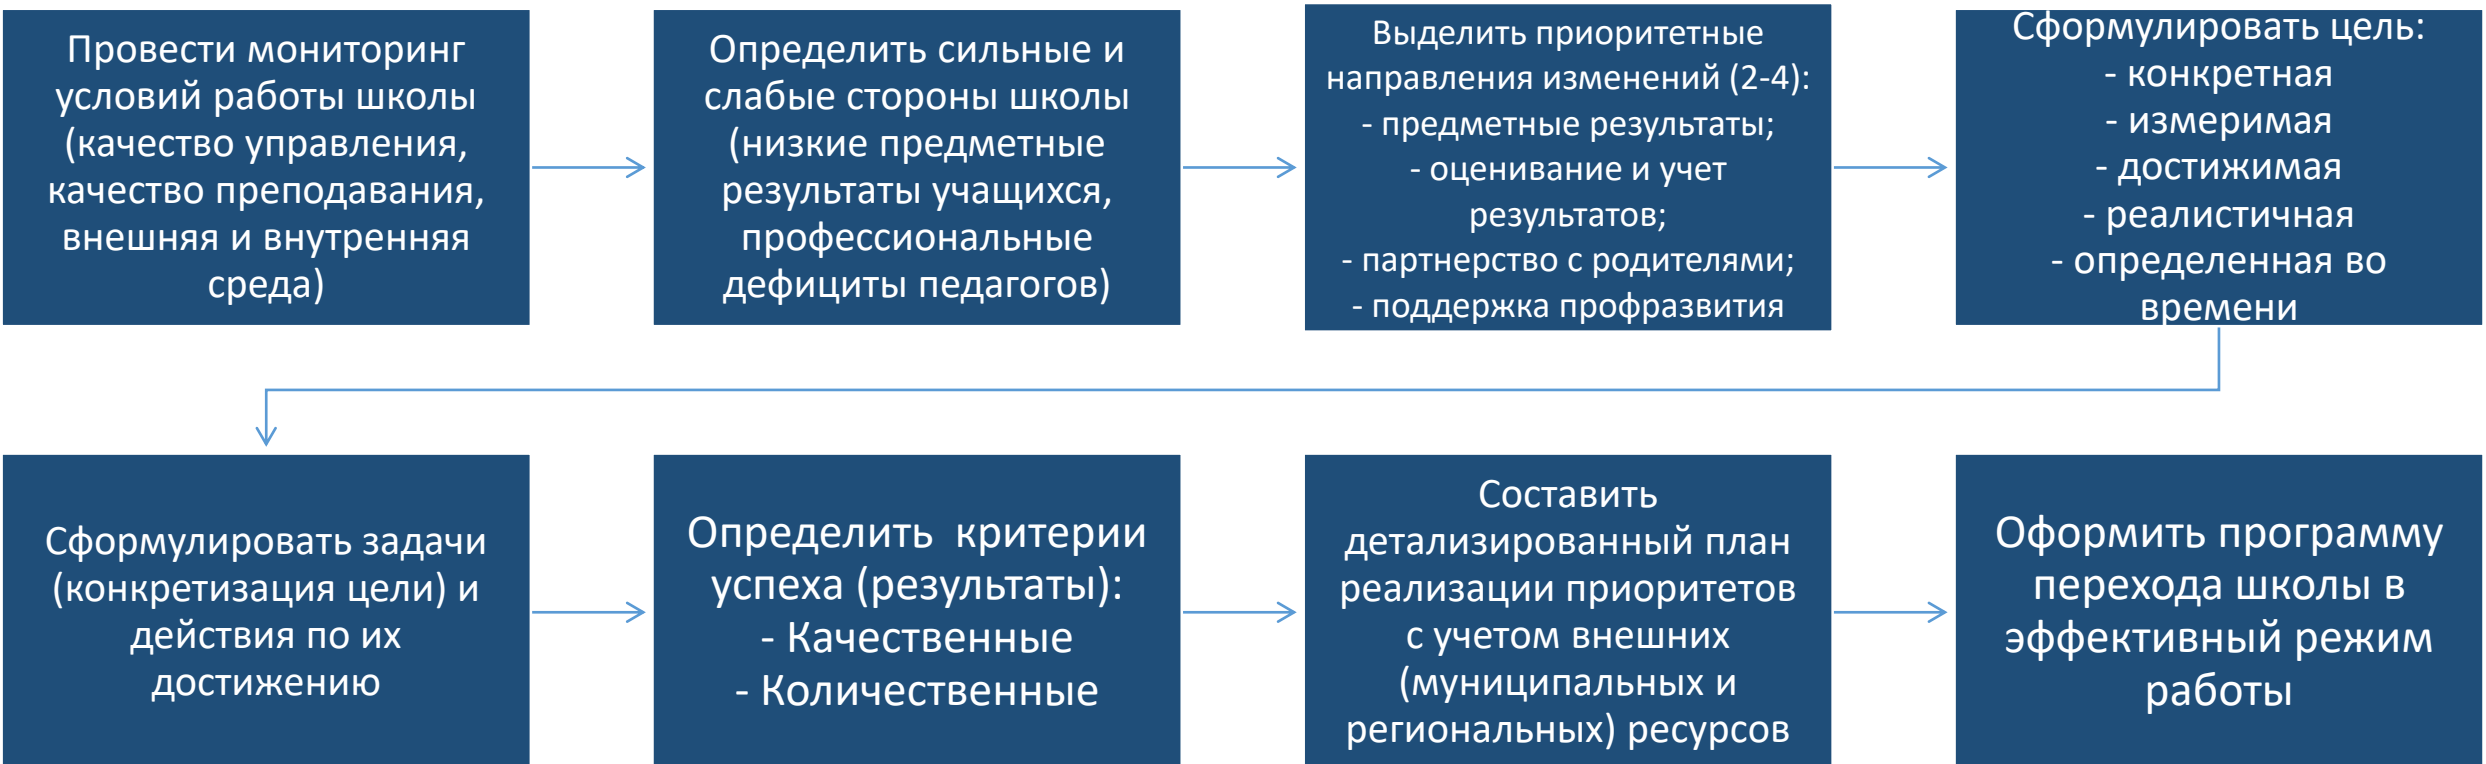 Провести мониторинг
условий работы школы
(качество управления,
качество преподавания,
внешняя и внутренняя
среда)
Определить сильные и
слабые стороны школы
(низкие предметные
результаты учащихся,
профессиональные
дефициты педагогов)
Выделить приоритетные
направления изменений (2-4):
- предметные результаты;
- оценивание и учет
результатов;
- партнерство с родителями;
- поддержка профразвития
Сформулировать цель:
- конкретная
- измеримая
- достижимая
- реалистичная
- определенная во
времени
Сформулировать задачи
(конкретизация цели) и
действия по их
достижению
Определить  критерии
успеха (результаты):
- Качественные
- Количественные
Составить
детализированный план
реализации приоритетов
с учетом внешних
(муниципальных и
региональных) ресурсов
Оформить программу
перехода школы в
эффективный режим
работы